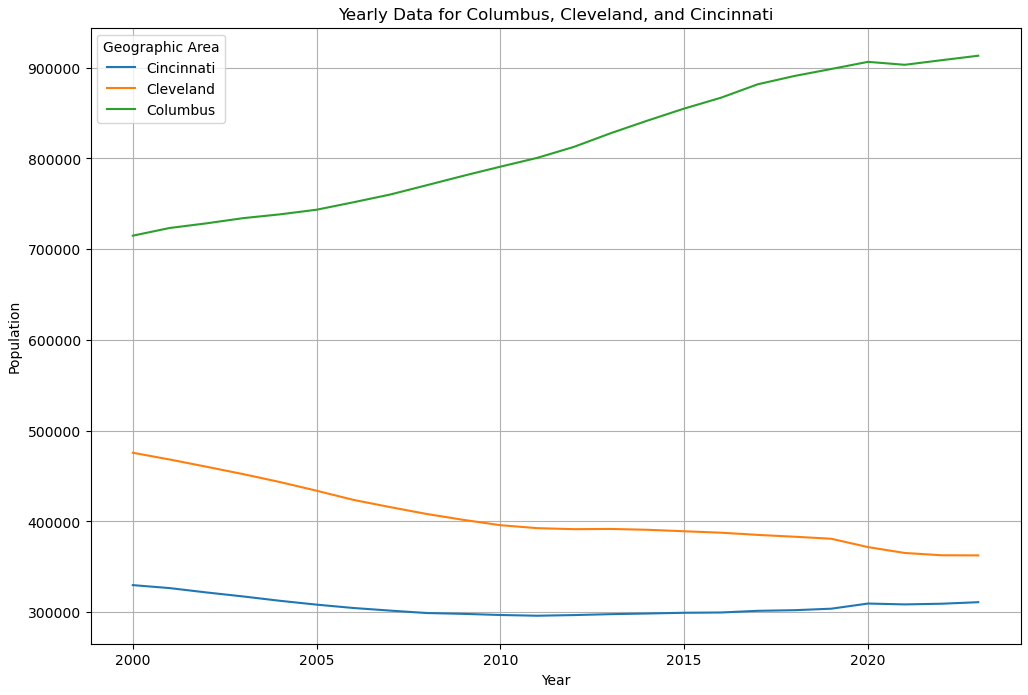 Yearly Data for Columbus, Cleveland, and Cincinnati
Geographic Area
Cincinnati
Cleveland
Columbus
900000
800000
700000
600000
500000
400000
300000
Population
2000 2005 2010 2015 2020
Year